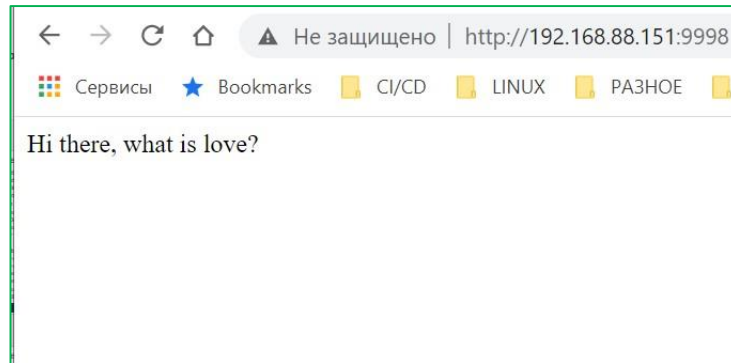 Не защищено | http://192.168.88.151:9998
Сервисы Bookmarks CI/CD LINUX РАЗНОЕ
Hi there, what is love?